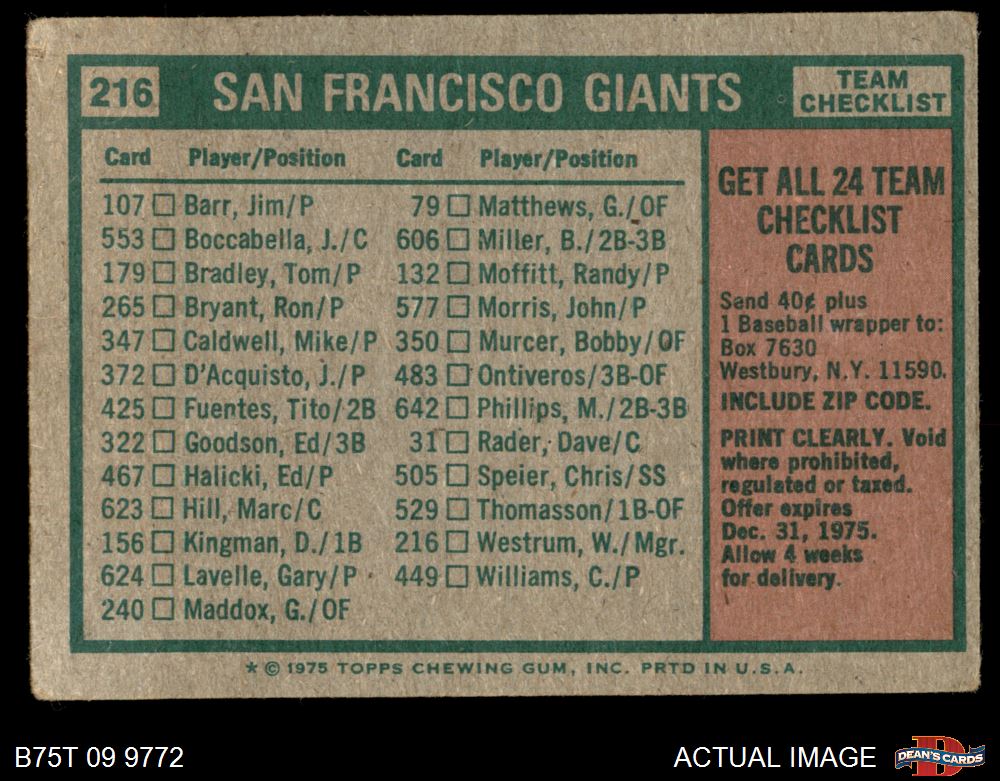 216 SAN FRANCISCO GIANTS
TEAM
CHECKLIST
Card Player/Position Card Player/Position
107 □ Barr, Jim/P 79 □ Matthews, G./OF
553 □ Boccabella, J./C 606 □ Miller, B./2B-3B
179 □ Bradley, Tom/P 132 □ Moffitt, Randy/P
265 □ Bryant, Ron/P 577 □ Morris, John/P
347 □ Caldwell, Mike/P 350 □ Murcer, Bobby/OF
372 □ D'Acquisto, J./P 483 □ Ontiveros/3B-OF
425 □ Fuentes, Tito/2B 642 □ Phillips, M./2B-3B
322 □ Goodson, Ed/3B 31 □ Rader, Dave/C
467 □ Halicki, Ed/P 505 □ Speier, Chris/SS
623 □ Hill, Marc/C 529 □ Thomasson/1B-OF
156 □ Kingman, D./1B 216 □ Westrum, W./Mgr.
624 □ Lavelle, Gary/P 449 □ Williams, C./P
240 □ Maddox, G./OF
GET ALL 24 TEAM
CHECKLIST
CARDS
Send 40¢ plus
1 Baseball wrapper to:
Box 7630
Westbury, N.Y. 11590.
INCLUDE ZIP CODE.
PRINT CLEARLY. Void
where prohibited,
regulated or taxed.
Offer expires
Dec. 31, 1975.
Allow 4 weeks
for delivery.
* © 1975 TOPPS CHEWING GUM, INC. PRTD IN U.S.A.
B75T 09 9772
ACTUAL IMAGE
D
DEAN'S CARDS